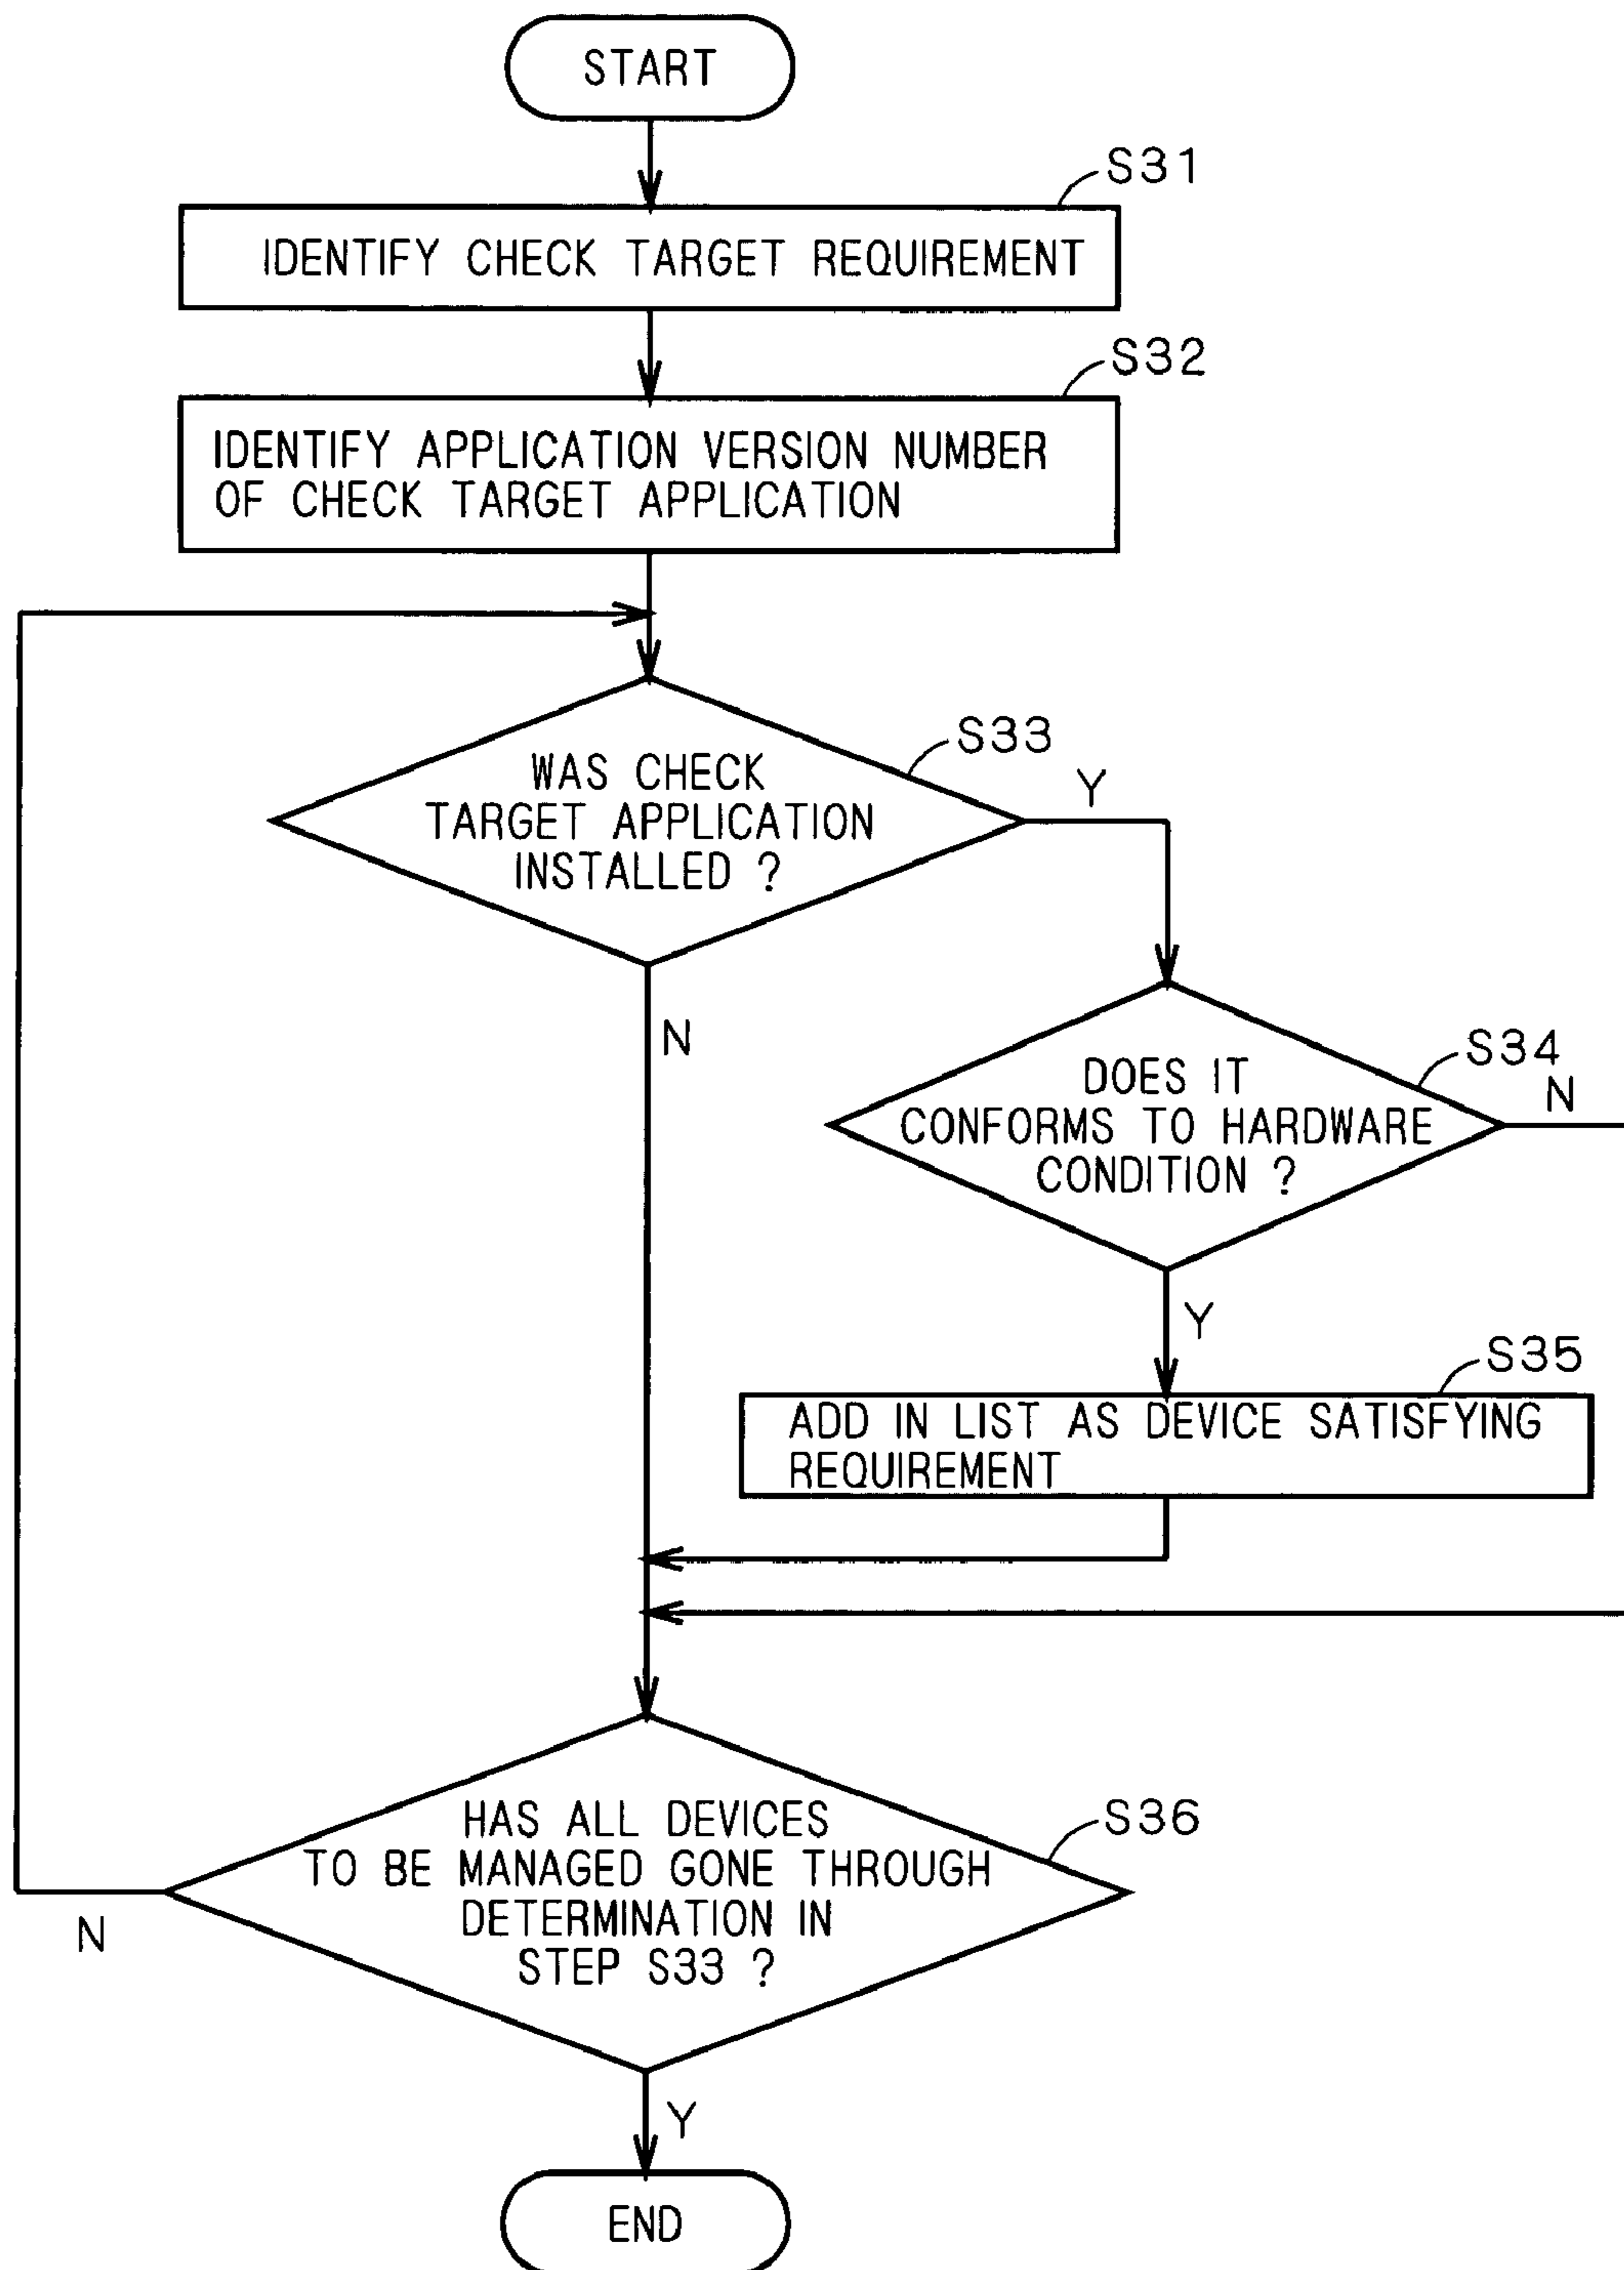 START
S31
IDENTIFY CHECK TARGET REQUIREMENT
S32
IDENTIFY APPLICATION VERSION NUMBER
OF CHECK TARGET APPLICATION
S33
WAS CHECK
TARGET APPLICATION
INSTALLED ?
Y
N
S34
DOES IT
CONFORMS TO HARDWARE
CONDITION ?
N
Y
S35
ADD IN LIST AS DEVICE SATISFYING
REQUIREMENT
S36
HAS ALL DEVICES
TO BE MANAGED GONE THROUGH
DETERMINATION IN
STEP S33 ?
N
Y
END